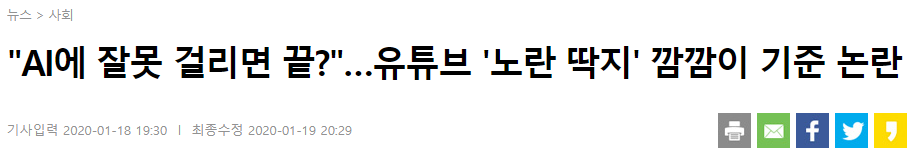 뉴스 > 사회
"AI에 잘못 걸리면 끝?"…유튜브 '노란 딱지' 깜깜이 기준 논란
기사입력 2020-01-18 19:30 | 최종수정 2020-01-19 20:29